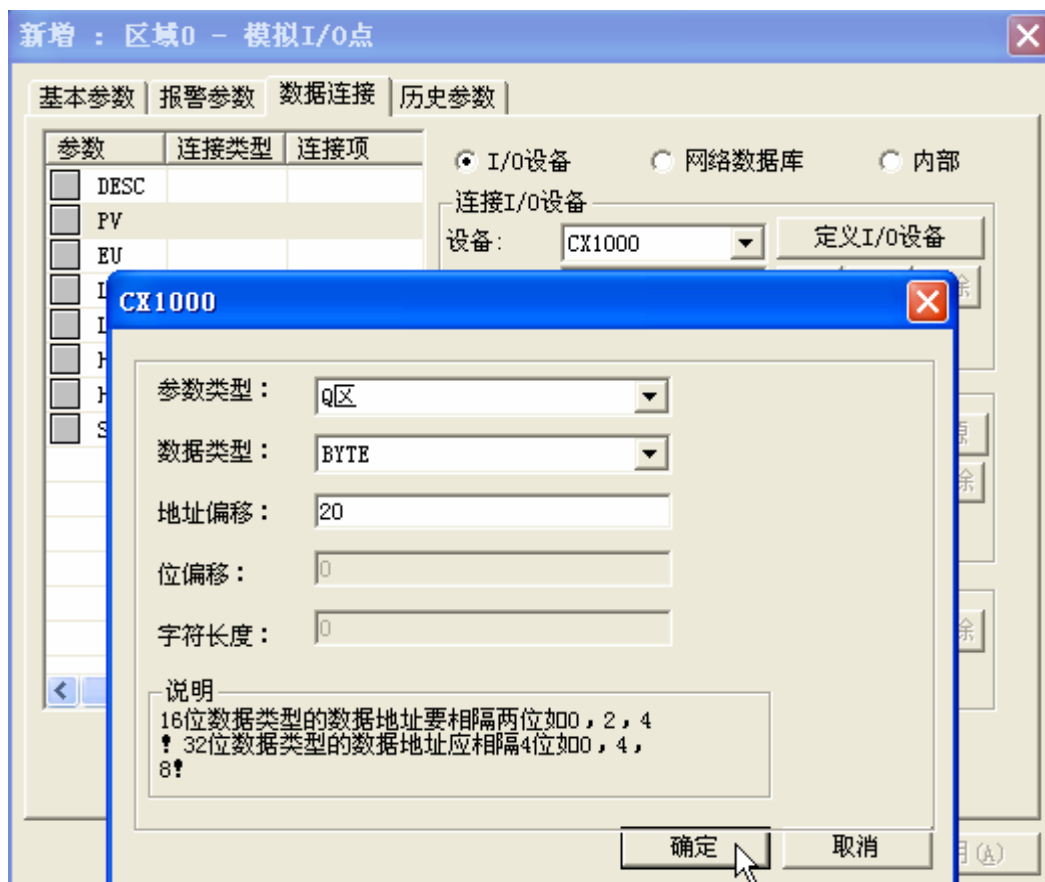 新增 : 区域0 - 模拟I/O点
基本参数 报警参数 数据连接 历史参数
参数 连接类型 连接项
I/O设备 网络数据库 内部
DESC
连接I/O设备
PV
设备: CX1000 定义I/O设备
EU
CX1000
参数类型: Q区
数据类型: BYTE
地址偏移: 20
位偏移: 0
字符长度: 0
说明
16位数据类型的数据地址要相隔两位如0,2,4
! 32位数据类型的数据地址应相隔4位如0,4,
8!
确定 取消
(A)